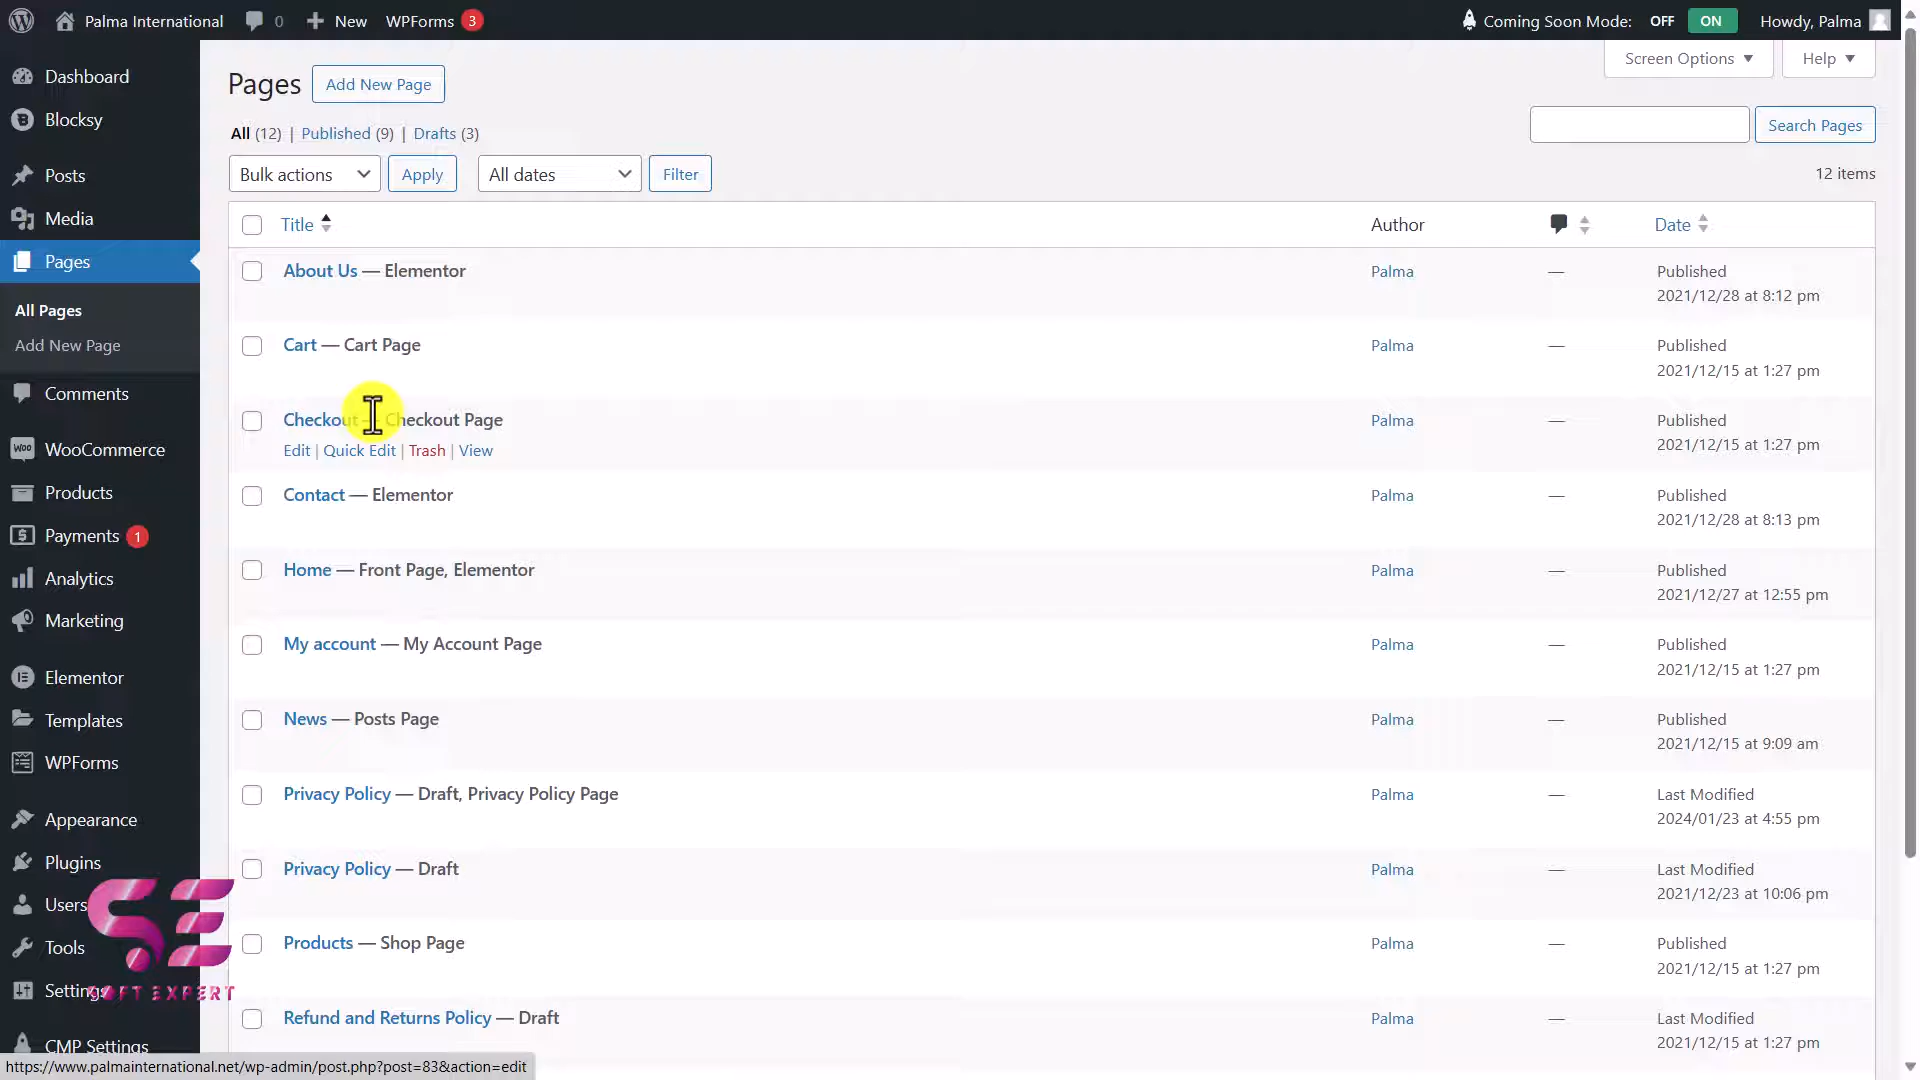 Palma International 0 New WPForms 3 Coming Soon Mode: OFF ON Howdy, Palma
Dashboard
Blocksy
Posts
Media
Pages
All Pages
Add New Page
Comments
WOO WooCommerce
Products
Payments 1
Analytics
Marketing
Elementor
Templates
WPForms
Appearance
Plugins
Users
Tools
Settings
CMP Settings
SE
SOFT EXPERT
Screen Options Help
Pages Add New Page
All (12) | Published (9) | Drafts (3)
Search Pages
Bulk actions Apply All dates Filter 12 items
Title Author Date
About Us — Elementor Palma — Published
2021/12/28 at 8:12 pm
Cart — Cart Page Palma — Published
2021/12/15 at 1:27 pm
Checkout — Checkout Page Palma — Published
Edit | Quick Edit | Trash | View 2021/12/15 at 1:27 pm
Contact — Elementor Palma — Published
2021/12/28 at 8:13 pm
Home — Front Page, Elementor Palma — Published
2021/12/27 at 12:55 pm
My account — My Account Page Palma — Published
2021/12/15 at 1:27 pm
News — Posts Page Palma — Published
2021/12/15 at 9:09 am
Privacy Policy — Draft, Privacy Policy Page Palma — Last Modified
2024/01/23 at 4:55 pm
Privacy Policy — Draft Palma — Last Modified
2021/12/23 at 10:06 pm
Products — Shop Page Palma — Published
2021/12/15 at 1:27 pm
Refund and Returns Policy — Draft Palma — Last Modified
2021/12/15 at 1:27 pm
https://www.palmainternational.net/wp-admin/post.php?post=83&action=edit